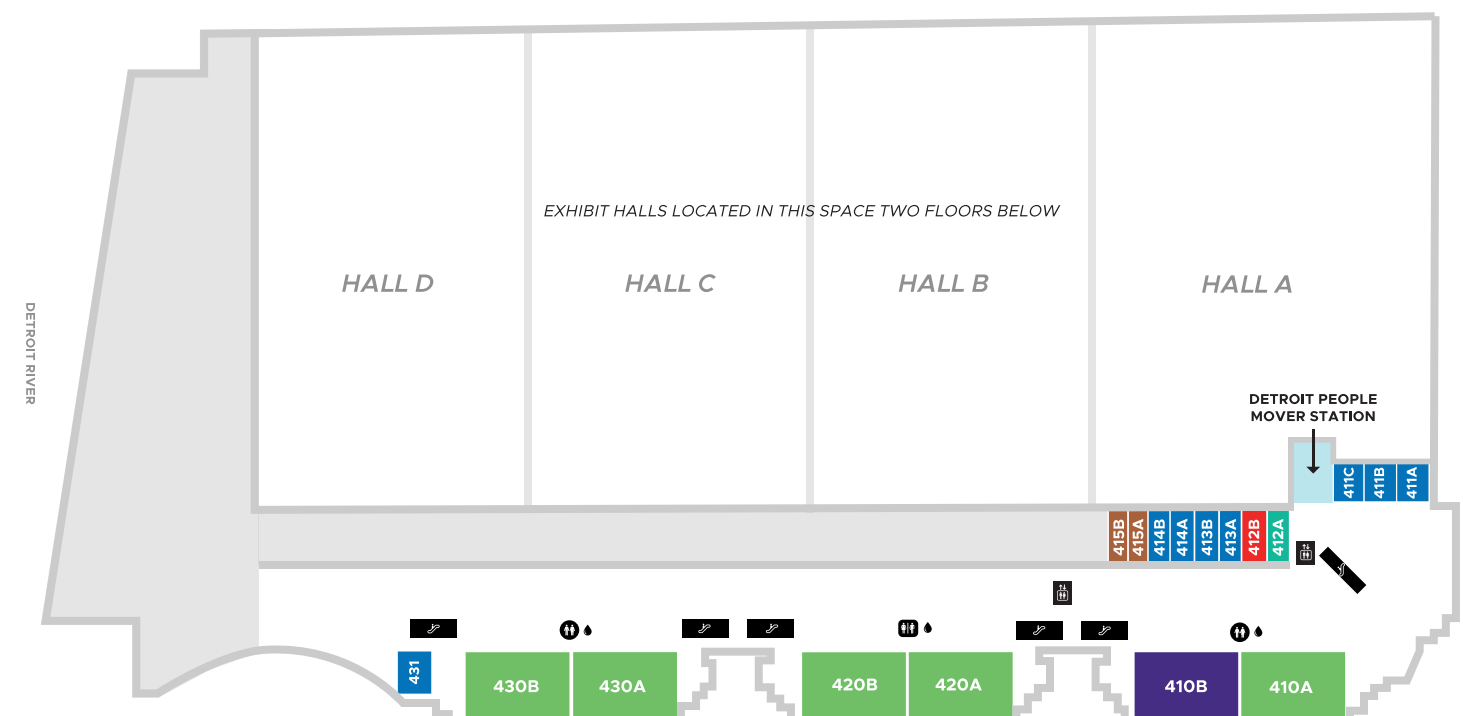 EXHIBIT HALLS LOCATED IN THIS SPACE TWO FLOORS BELOW
HALL D
HALL C
HALL B
HALL A
DETROIT RIVER
DETROIT PEOPLE
MOVER STATION
411C
411B
411A
415B
415A
414B
414A
413B
413A
412B
412A
431
430B
430A
420B
420A
410B
410A